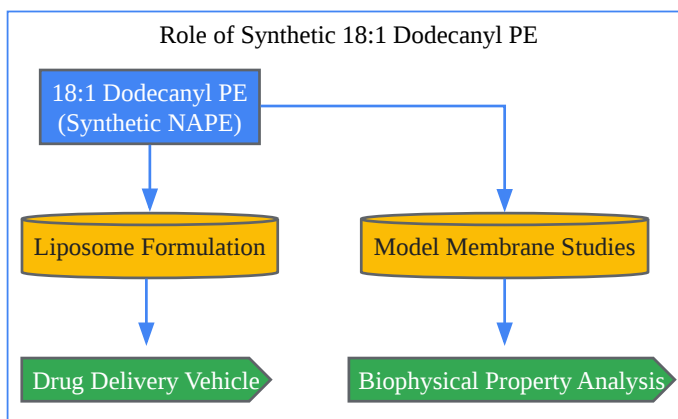 Role of Synthetic 18:1 Dodecanyl PE
18:1 Dodecanyl PE
(Synthetic NAPE)
Liposome Formulation
Model Membrane Studies
Drug Delivery Vehicle
Biophysical Property Analysis